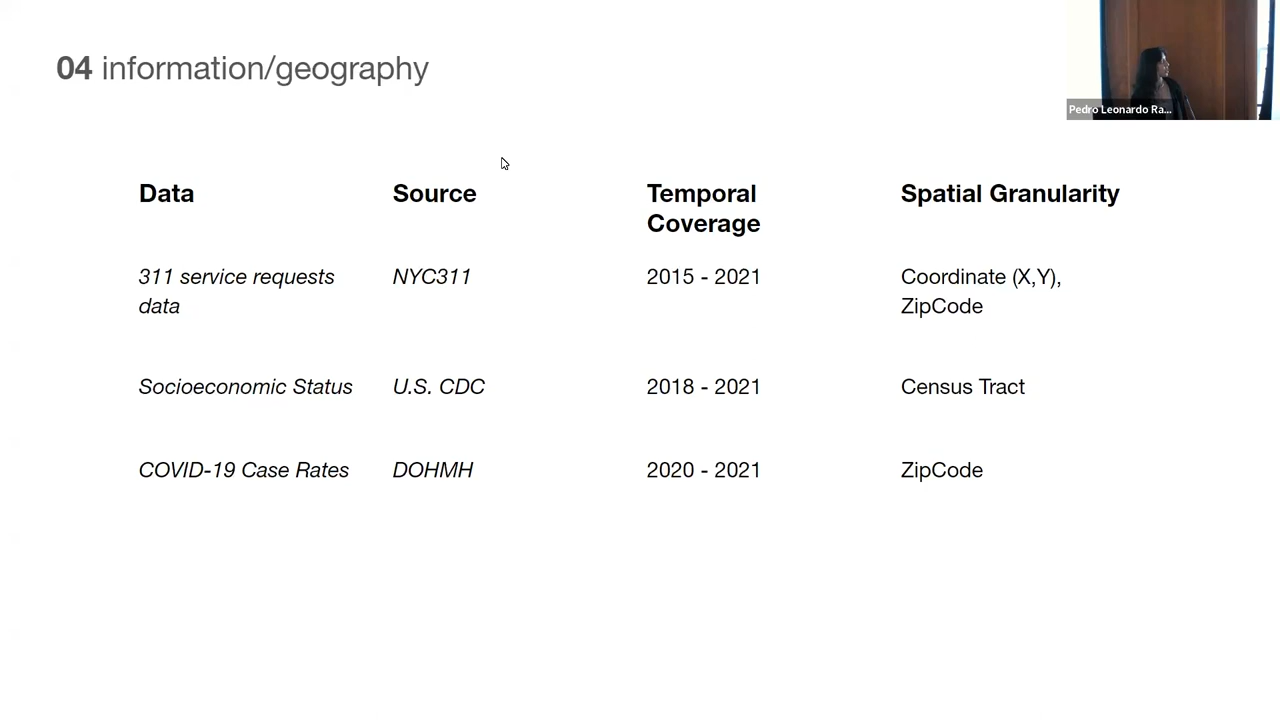 04 information/geography
Pedro Leonardo Ra...
Data
Source
Temporal
Coverage
Spatial Granularity
311 service requests
data
NYC311
2015 - 2021
Coordinate (X,Y),
ZipCode
Socioeconomic Status
U.S. CDC
2018 - 2021
Census Tract
COVID-19 Case Rates
DOHMH
2020 - 2021
ZipCode